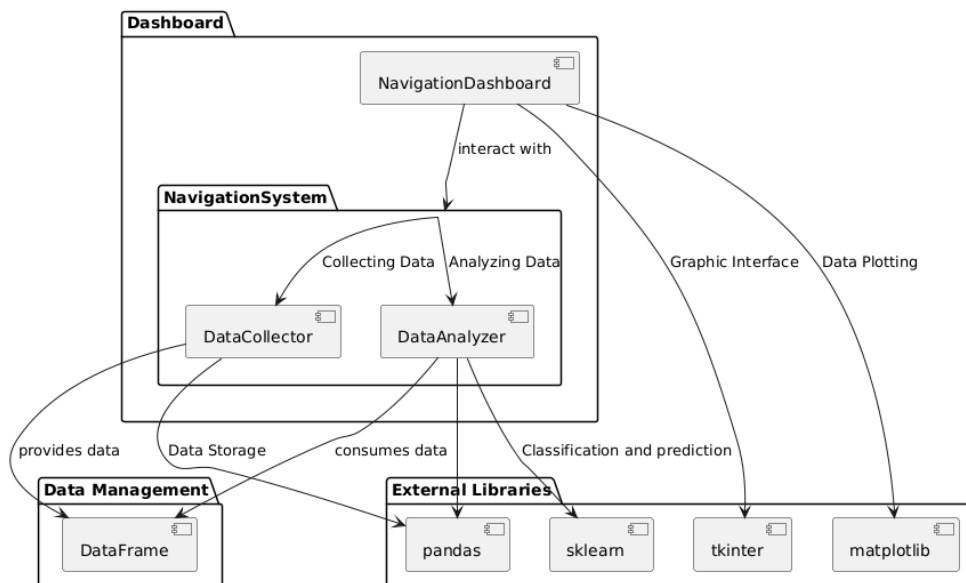 Dashboard
NavigationDashboard
interact with
NavigationSystem
Collecting Data
Analyzing Data
Graphic Interface
Data Plotting
DataCollector
DataAnalyzer
provides data
Data Storage
consumes data
Classification and prediction
Data Management
External Libraries
DataFrame
pandas
sklearn
tkinter
matplotlib